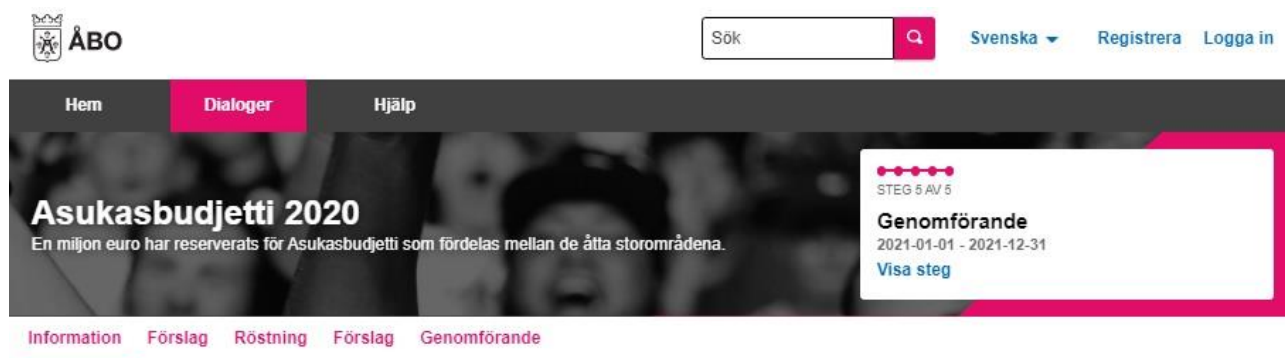 ÅBO
Sök
Svenska
Registrera
Logga in
Hem
Dialoger
Hjälp
Asukasbudjetti 2020
En miljon euro har reserverats för Asukasbudjetti som fördelas mellan de åtta storområdena.
STEG 5 AV 5
Genomförande
2021-01-01 - 2021-12-31
Visa steg
Information
Förslag
Röstning
Förslag
Genomförande